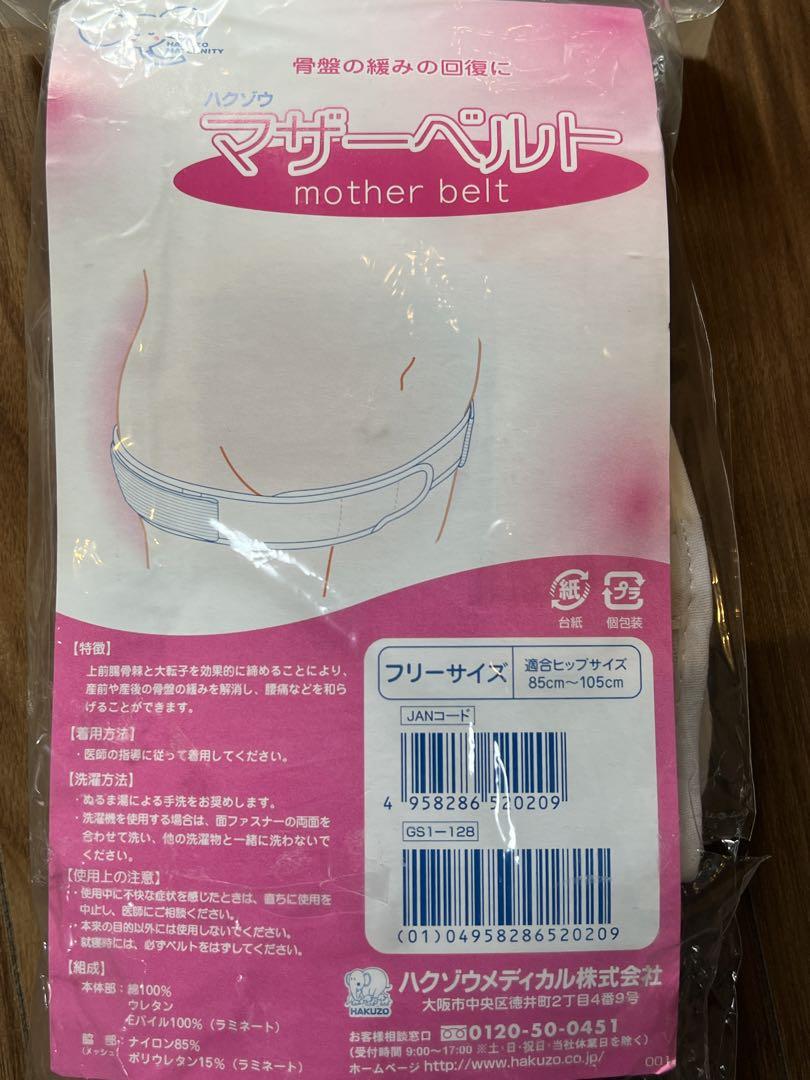 HAKUZO
MATERNITY
骨盤の緩みの回復に
ハクゾウ
マザーベルト
mother belt
紙
プラ
台紙
個包装
【特徴】
上前腸骨棘と大転子を効果的に締めることにより、
産前や産後の骨盤の緩みを解消し、腰痛などを和ら
げることができます。
【着用方法】
・医師の指導に従って着用してください。
【洗濯方法】
・ぬるま湯による手洗をお奨めします。
・洗濯機を使用する場合は、面ファスナーの両面を
合わせて洗い、他の洗濯物と一緒に洗わないで
ください。
【使用上の注意】
・使用中に不快な症状を感じたときは、直ちに使用を
中止し、医師にご相談ください。
・本来の目的以外には使用しないでください。
・就寝時には、必ずベルトをはずしてください。
【組成】
本体部：綿100%
ウレタン
モバイル100%（ラミネート）
脇部：ナイロン85%
(メッシュ) ポリウレタン15%（ラミネート）
フリーサイズ
適合ヒップサイズ
85cm～105cm
JANコード
4 958286 520209
GS1－128
(01)04958286520209
HAKUZO
ハクゾウメディカル株式会社
大阪市中央区徳井町2丁目4番9号
お客様相談窓口 0120-50-0451
（受付時間 9:00～17:00 ※土・日・祝日・当社休業日を除く）
ホームページ http://www.hakuzo.co.jp/
001